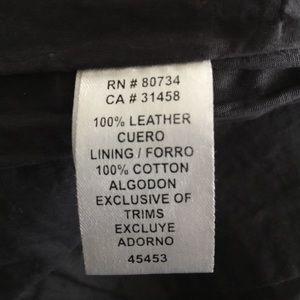 RN # 80734
CA # 31458
100% LEATHER
CUERO
LINING / FORRO
100% COTTON
ALGODON
EXCLUSIVE OF
TRIMS
EXCLUYE
ADORNO
45453